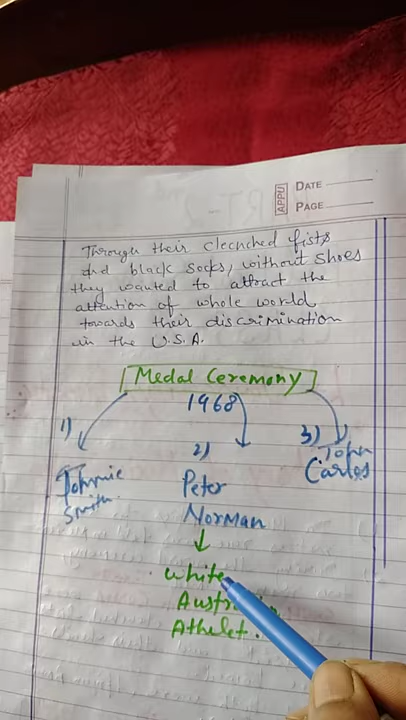 APPU
DATE
PAGE
Through their clecnched fists
and black socks, without shoes
they wanted to attract the
attention of whole world
towards their discrimination
in the U.S.A.
Medal Ceremony
1968
1)
2)
3)
Tommie
Smith
Peter
Norman
John
Carlos
white
Athelet.